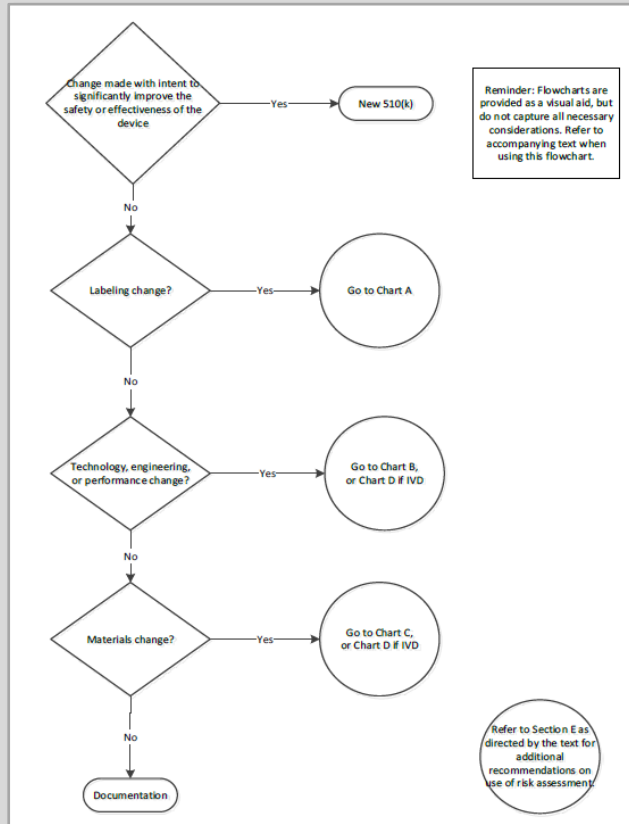 Change made with intent to
significantly improve the
safety or effectiveness of the
device
Yes
New 510(k)
Reminder: Flowcharts are
provided as a visual aid, but
do not capture all necessary
considerations. Refer to
accompanying text when
using this flowchart.
No
Labeling change?
Yes
Go to Chart A
No
Technology, engineering,
or performance change?
Yes
Go to Chart B,
or Chart D if IVD
No
Materials change?
Yes
Go to Chart C,
or Chart D if IVD
No
Documentation
Refer to Section E as
directed by the text for
additional
recommendations on
use of risk assessment.